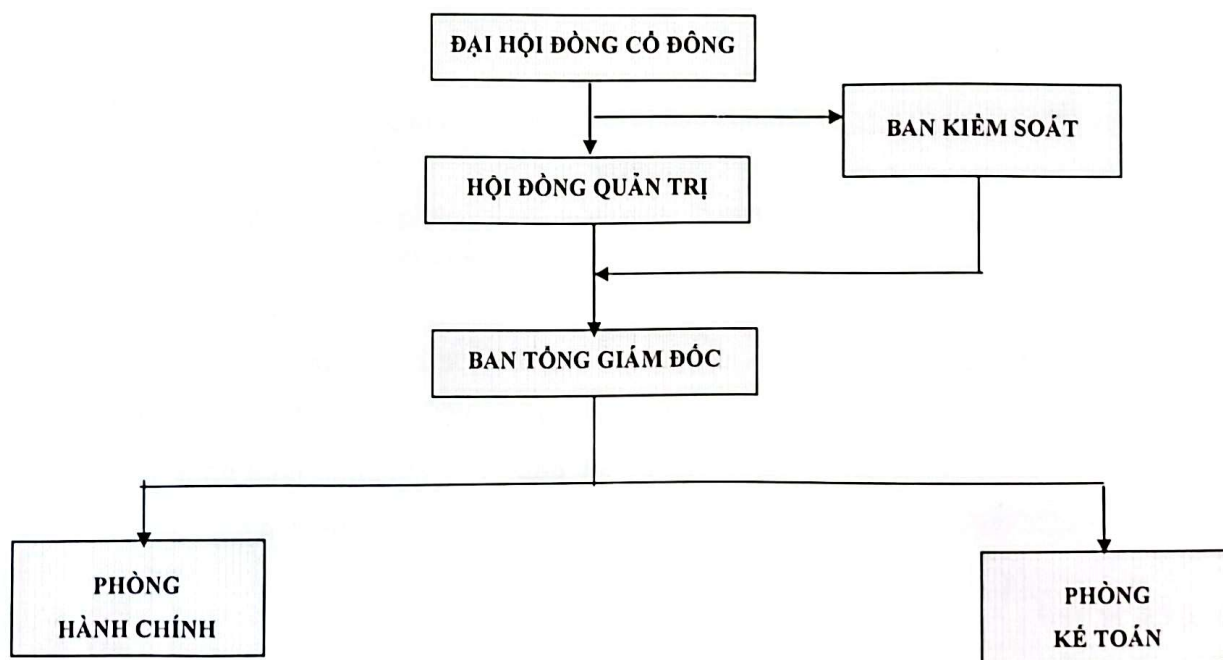 ĐẠI HỘI ĐỒNG CỔ ĐÔNG
BAN KIỂM SOÁT
HỘI ĐỒNG QUẢN TRỊ
BAN TỔNG GIÁM ĐỐC
PHÒNG
HÀNH CHÍNH
PHÒNG
KẾ TOÁN